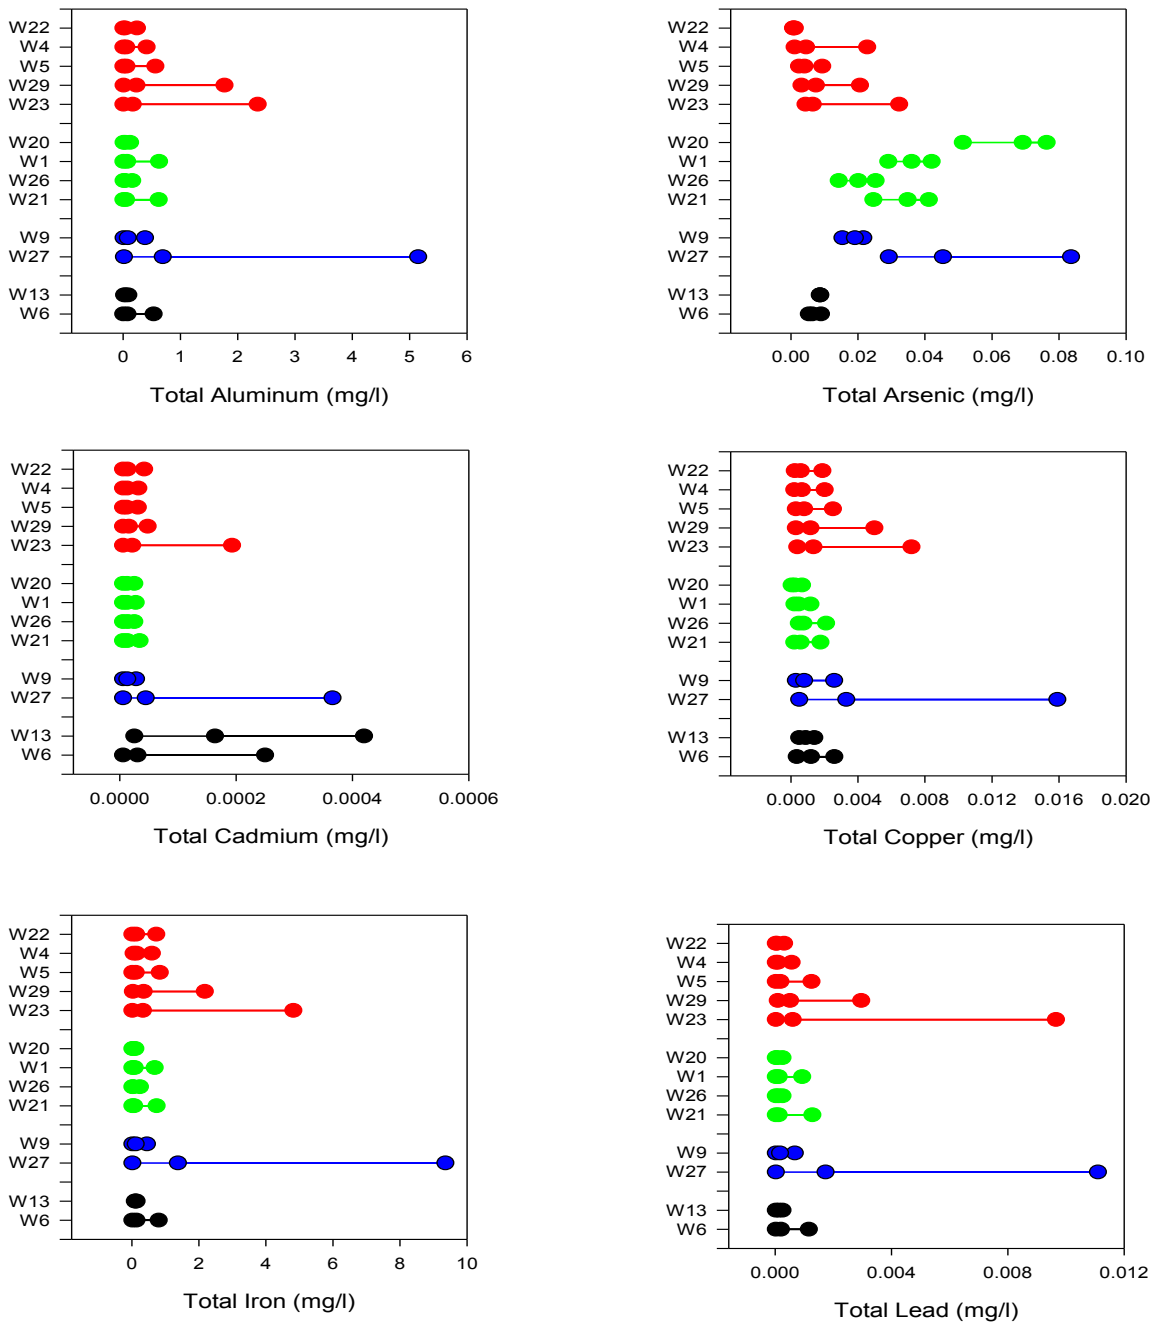 W22
W4
W5
W29
W23
W20
W1
W26
W21
W9
W27
W13
W6
0 1 2 3 4 5 6
Total Aluminum (mg/l)
W22
W4
W5
W29
W23
W20
W1
W26
W21
W9
W27
W13
W6
0.00 0.02 0.04 0.06 0.08 0.10
Total Arsenic (mg/l)
W22
W4
W5
W29
W23
W20
W1
W26
W21
W9
W27
W13
W6
0.0000 0.0002 0.0004 0.0006
Total Cadmium (mg/l)
W22
W4
W5
W29
W23
W20
W1
W26
W21
W9
W27
W13
W6
0.000 0.004 0.008 0.012 0.016 0.020
Total Copper (mg/l)
W22
W4
W5
W29
W23
W20
W1
W26
W21
W9
W27
W13
W6
0 2 4 6 8 10
Total Iron (mg/l)
W22
W4
W5
W29
W23
W20
W1
W26
W21
W9
W27
W13
W6
0.000 0.004 0.008 0.012
Total Lead (mg/l)